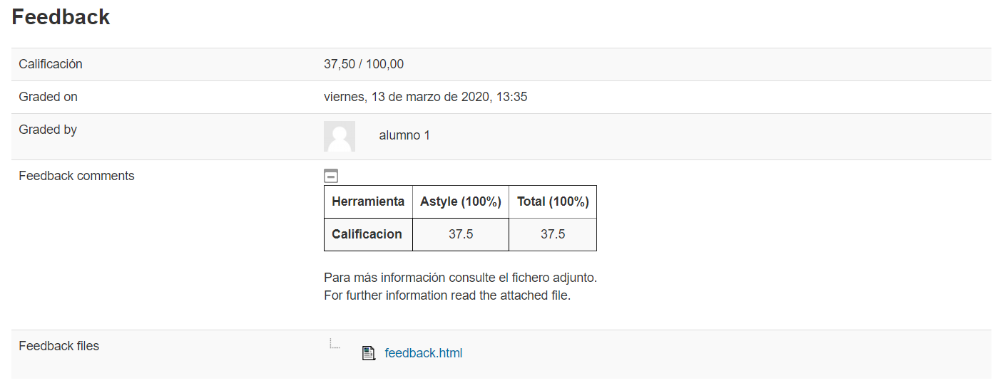 Feedback
Calificación 37,50 / 100,00
Graded on viernes, 13 de marzo de 2020, 13:35
Graded by alumno 1
Feedback comments
Herramienta Astyle (100%) Total (100%)
Calificacion 37.5 37.5
Para más información consulte el fichero adjunto.
For further information read the attached file.
Feedback files feedback.html